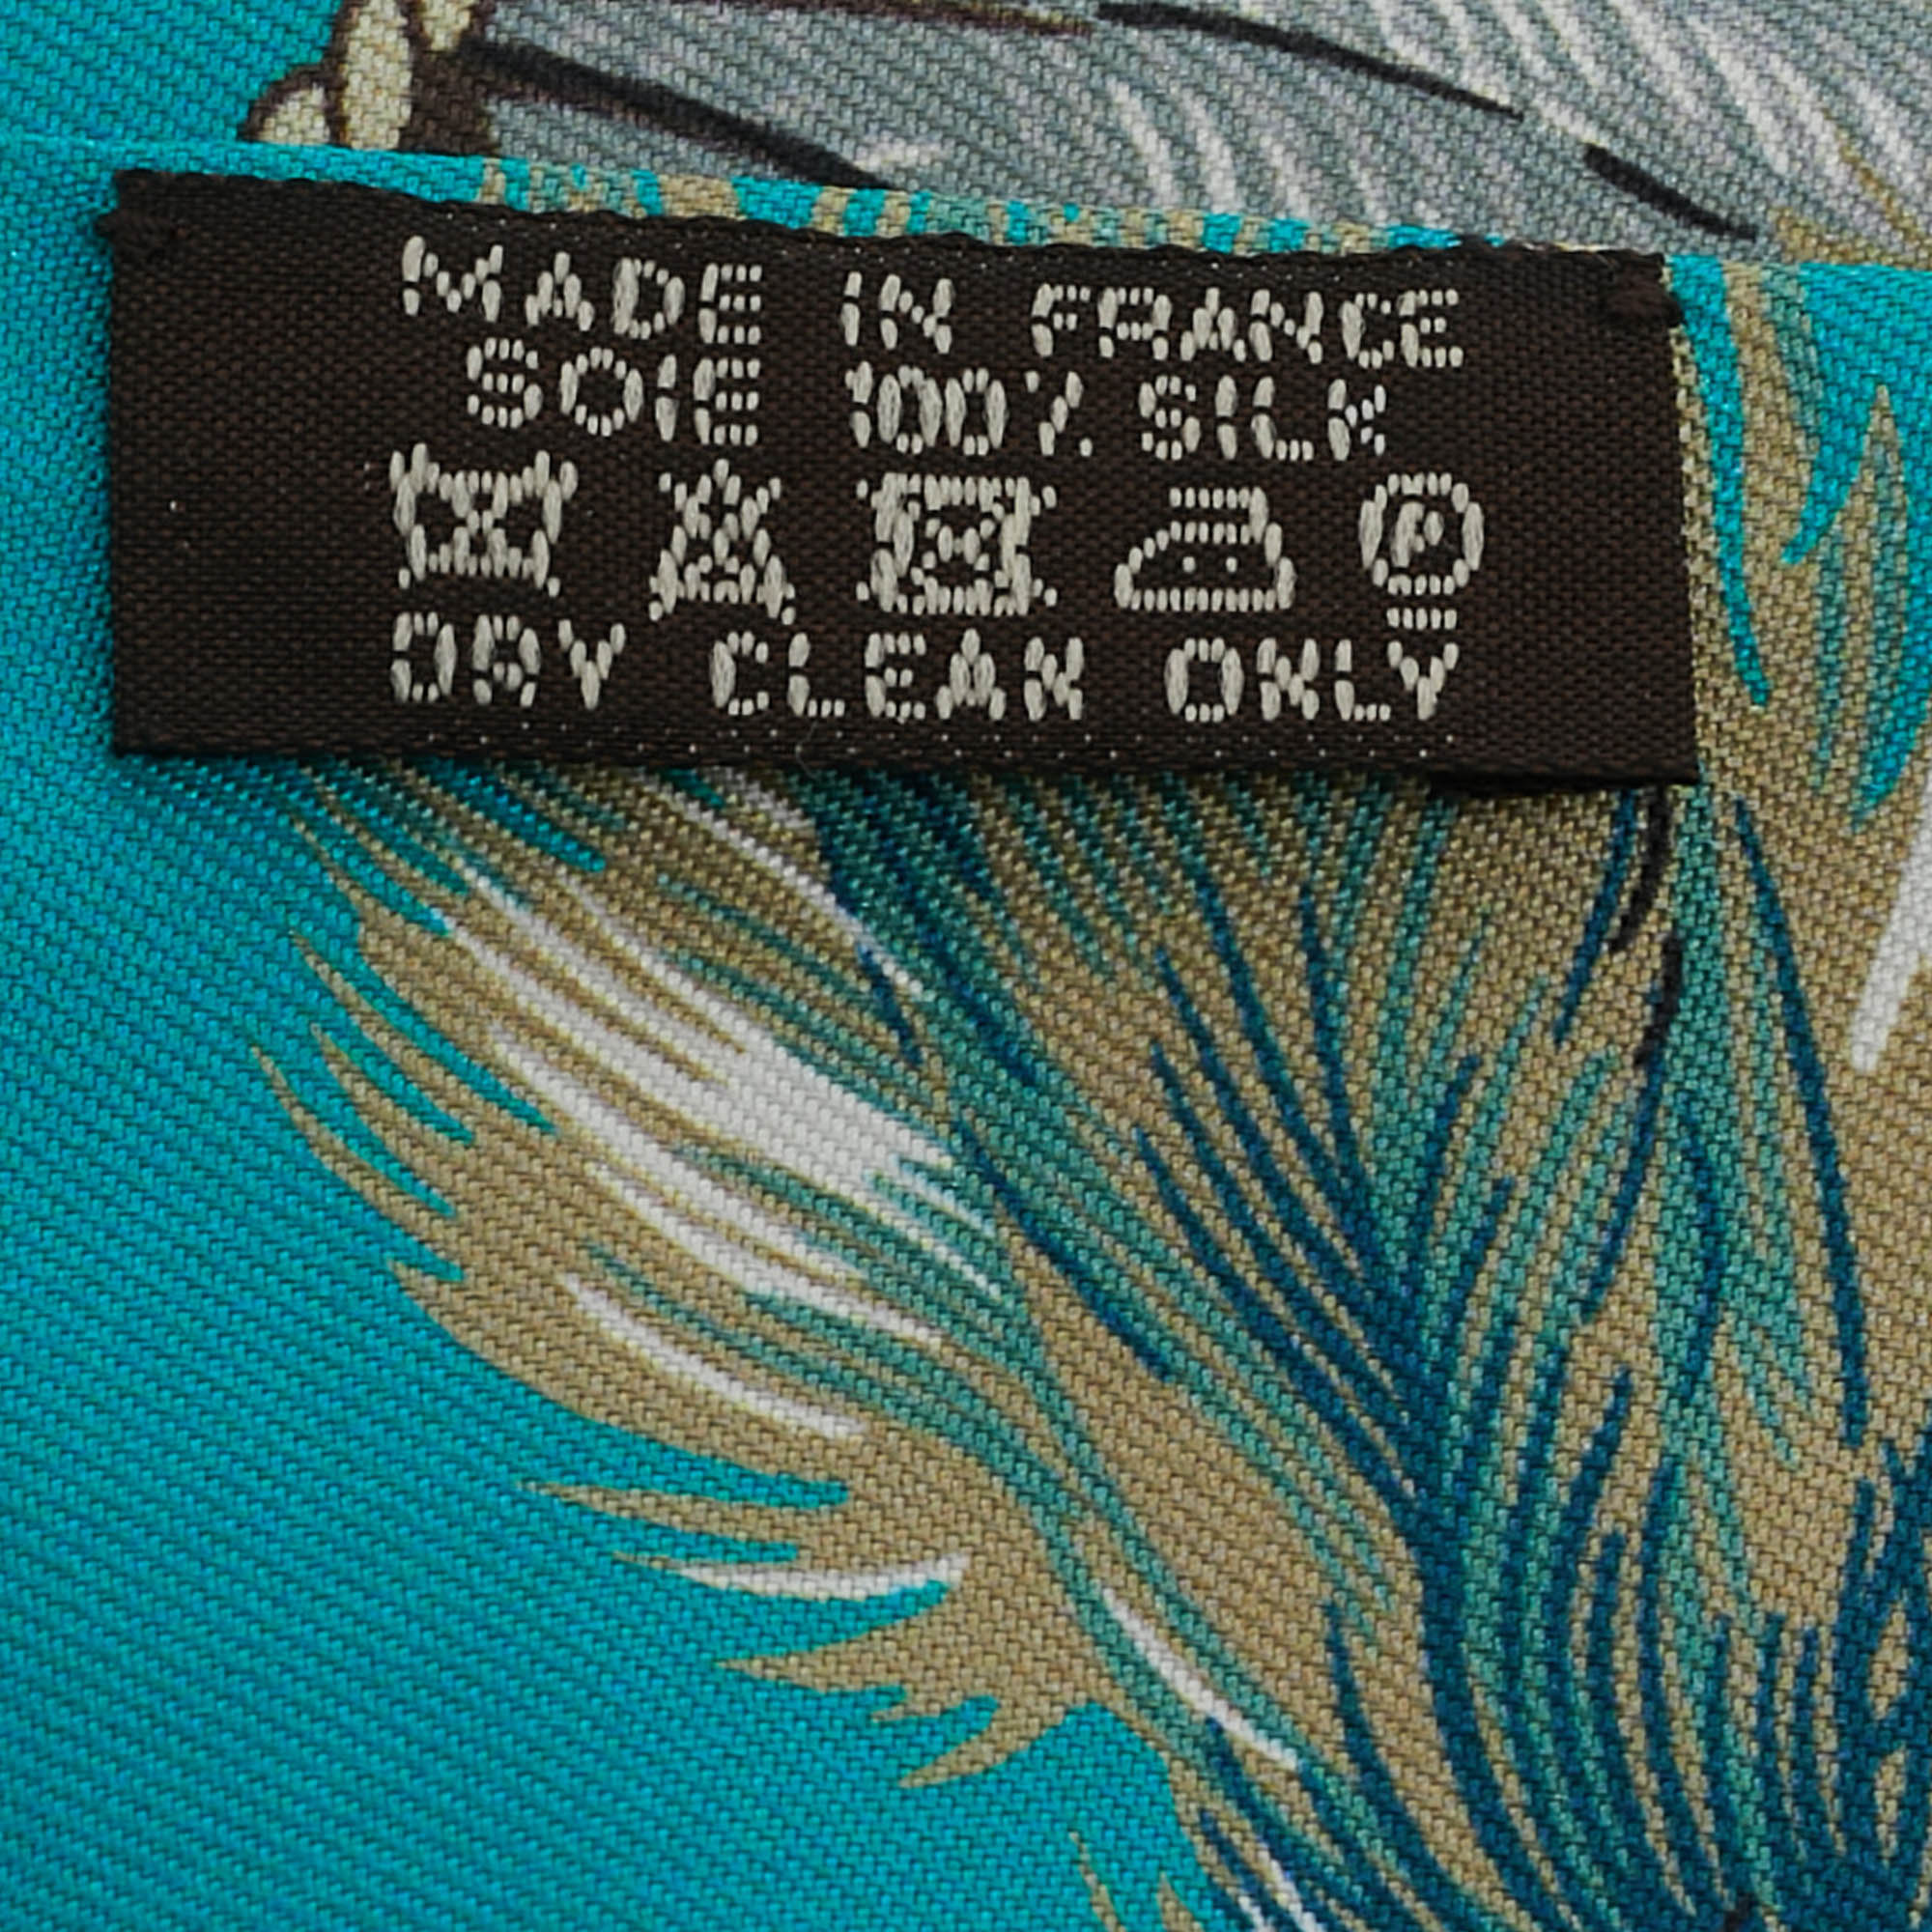 MADE IN FRANCE
SOIE 100% SILK
P
DRY CLEAN ONLY